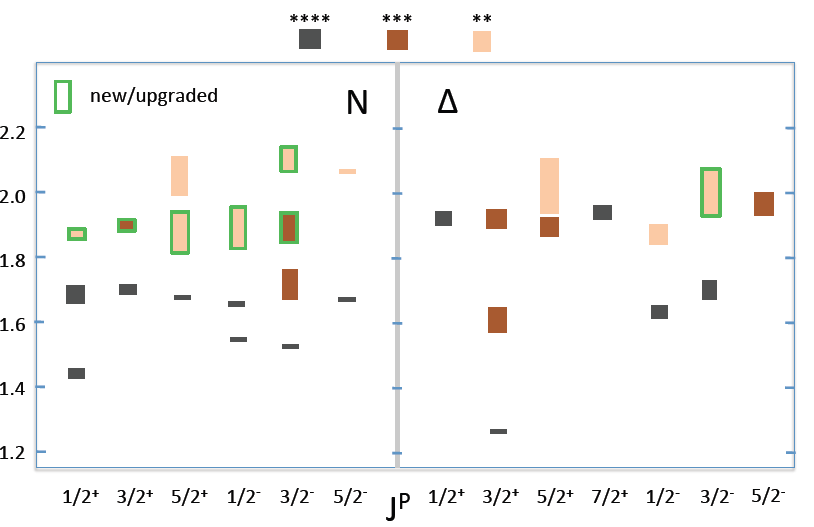 **** *** **
new/upgraded N Δ
2.2
2.0
1.8
1.6
1.4
1.2
1/2⁺ 3/2⁺ 5/2⁺ 1/2⁻ 3/2⁻ 5/2⁻ Jᴾ 1/2⁺ 3/2⁺ 5/2⁺ 7/2⁺ 1/2⁻ 3/2⁻ 5/2⁻